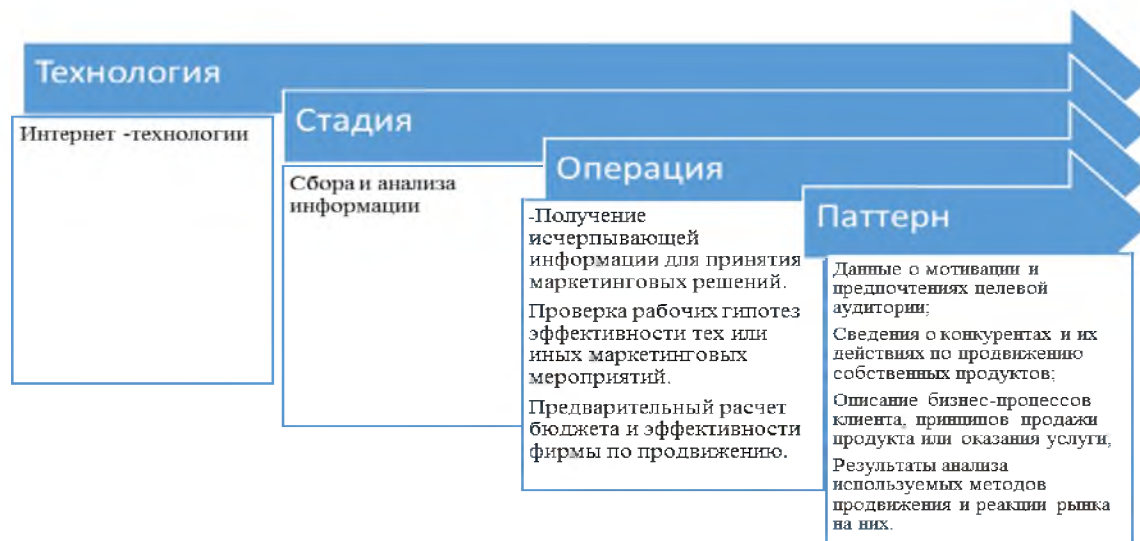 Технология
Интернет -технологии
Стадия
Сбора и анализа
информации
Операция
-Получение
исчерпывающей
информации для принятия
маркетинговых решений.
Проверка рабочих гипотез
эффективности тех или
иных маркетинговых
мероприятий.
Предварительный расчет
бюджета и эффективности
фирмы по продвижению.
Паттерн
Данные о мотивации и
предпочтениях целевой
аудитории;
Сведения о конкурентах и их
действиях по продвижению
собственных продуктов;
Описание бизнес-процессов
клиента, принципов продажи
продукта или оказания услуги;
Результаты анализа
используемых методов
продвижения и реакции рынка
на них.